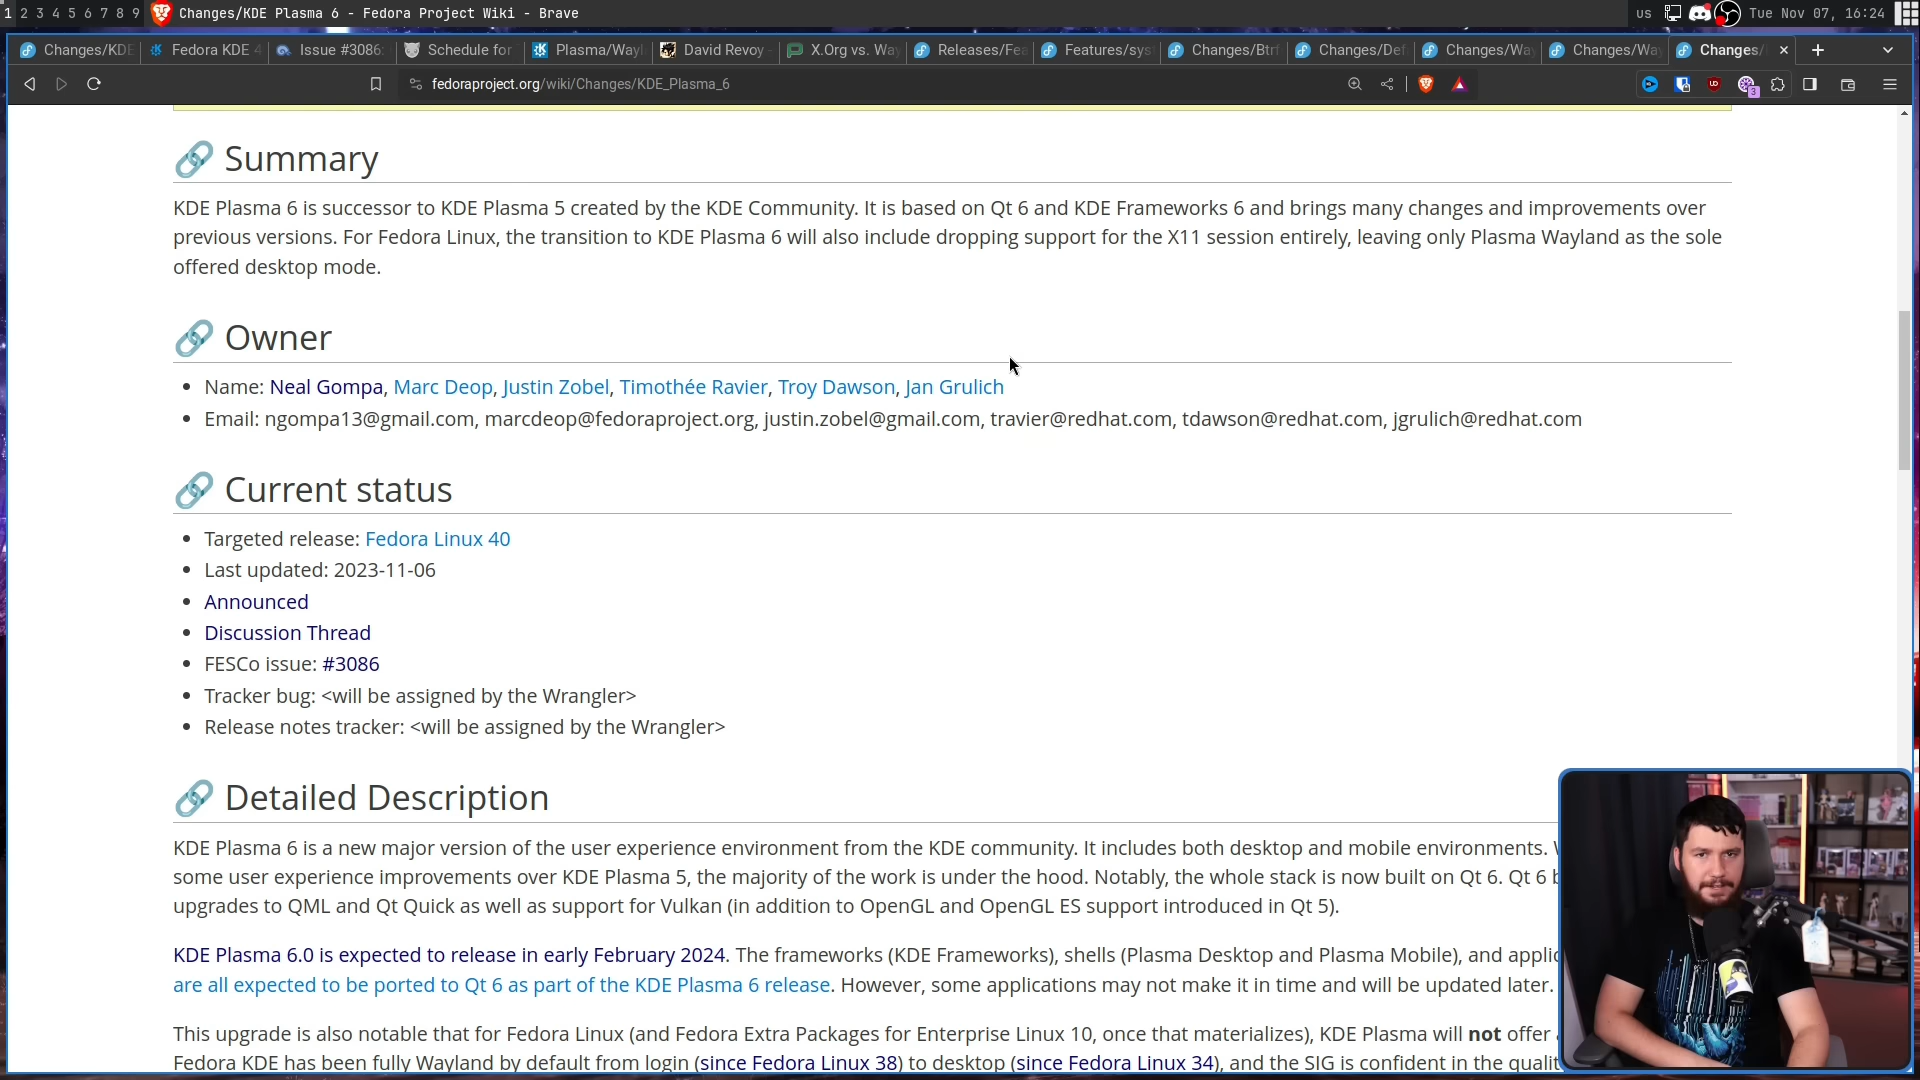 1 2 3 4 5 6 7 8 9 Changes/KDE Plasma 6 - Fedora Project Wiki - Brave us Tue Nov 07, 16:24
Changes/KDE Fedora KDE 4 Issue #3086: Schedule for Plasma/Wayl David Revoy - X.Org vs. Wa Releases/Fea Features/sys Changes/Btrf Changes/Def Changes/Way Changes/Way Changes/
fedoraproject.org/wiki/Changes/KDE_Plasma_6 3
Summary
KDE Plasma 6 is successor to KDE Plasma 5 created by the KDE Community. It is based on Qt 6 and KDE Frameworks 6 and brings many changes and improvements over
previous versions. For Fedora Linux, the transition to KDE Plasma 6 will also include dropping support for the X11 session entirely, leaving only Plasma Wayland as the sole
offered desktop mode.
Owner
Name: Neal Gompa, Marc Deop, Justin Zobel, Timothée Ravier, Troy Dawson, Jan Grulich
Email: ngompa13@gmail.com, marcdeop@fedoraproject.org, justin.zobel@gmail.com, travier@redhat.com, tdawson@redhat.com, jgrulich@redhat.com
Current status
Targeted release: Fedora Linux 40
Last updated: 2023-11-06
Announced
Discussion Thread
FESCo issue: #3086
Tracker bug: <will be assigned by the Wrangler>
Release notes tracker: <will be assigned by the Wrangler>
Detailed Description
KDE Plasma 6 is a new major version of the user experience environment from the KDE community. It includes both desktop and mobile environments.
some user experience improvements over KDE Plasma 5, the majority of the work is under the hood. Notably, the whole stack is now built on Qt 6. Qt 6
upgrades to QML and Qt Quick as well as support for Vulkan (in addition to OpenGL and OpenGL ES support introduced in Qt 5).
KDE Plasma 6.0 is expected to release in early February 2024. The frameworks (KDE Frameworks), shells (Plasma Desktop and Plasma Mobile), and applic
are all expected to be ported to Qt 6 as part of the KDE Plasma 6 release. However, some applications may not make it in time and will be updated later.
This upgrade is also notable that for Fedora Linux (and Fedora Extra Packages for Enterprise Linux 10, once that materializes), KDE Plasma will not offer
Fedora KDE has been fully Wayland by default from login (since Fedora Linux 38) to desktop (since Fedora Linux 34), and the SIG is confident in the qualit